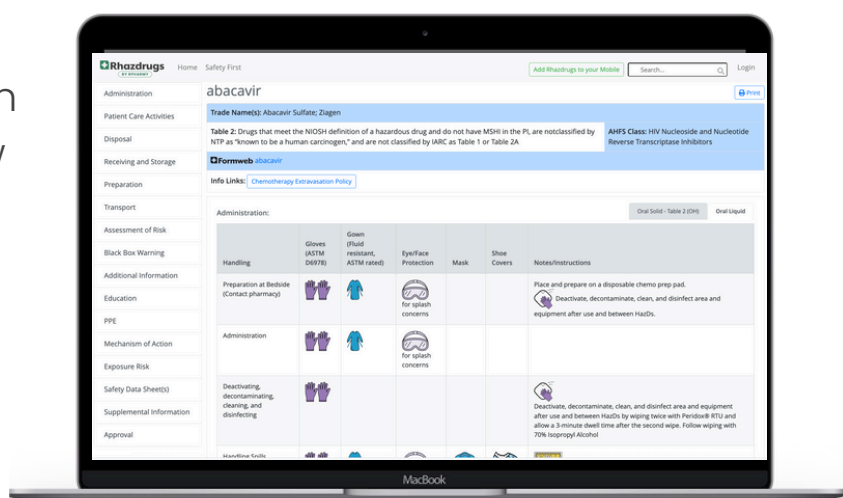 n
Rhazdrugs
BY RPHARMY
Home
Safety First
Add Rhazdrugs to your Mobile
Search...
Login
Administration
Patient Care Activities
Disposal
Receiving and Storage
Preparation
Transport
Assessment of Risk
Black Box Warning
Additional Information
Education
PPE
Mechanism of Action
Exposure Risk
Safety Data Sheet(s)
Supplemental Information
Approval
abacavir
Print
Trade Name(s): Abacavir Sulfate; Ziagen
Table 2: Drugs that meet the NIOSH definition of a hazardous drug and do not have MSHI in the PI, are notclassified by
NTP as "known to be a human carcinogen," and are not classified by IARC as Table 1 or Table 2A
AHFS Class: HIV Nucleoside and Nucleotide
Reverse Transcriptase Inhibitors
Formweb abacavir
Info Links: Chemotherapy Extravasation Policy
Administration:
Oral Solid - Table 2 (OH)
Oral Liquid
Handling
Gloves
(ASTM
D6978)
Gown
(Fluid
resistant,
ASTM rated)
Eye/Face
Protection
Mask
Shoe
Covers
Notes/Instructions
Preparation at Bedside
(Contact pharmacy)
for splash
concerns
Place and prepare on a disposable chemo prep pad.
Deactivate, decontaminate, clean, and disinfect area and
equipment after use and between HazDs.
Administration
for splash
concerns
Deactivating,
decontaminating,
cleaning, and
disinfecting
Deactivate, decontaminate, clean, and disinfect area and equipment
after use and between HazDs by wiping twice with Peridox® RTU and
allow a 3-minute dwell time after the second wipe. Follow wiping with
70% Isopropyl Alcohol
Handling Spills
MacBook